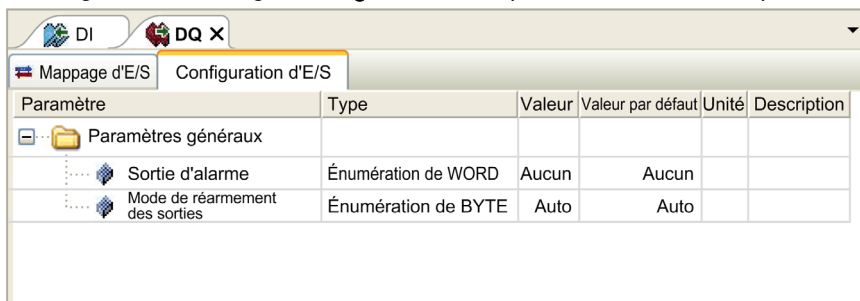 DI DQ X
Mappage d'E/S Configuration d'E/S
Paramètre Type Valeur Valeur par défaut Unité Description
Paramètres généraux
Sortie d'alarme Énumération de WORD Aucun Aucun
Mode de réarmement
des sorties Énumération de BYTE Auto Auto